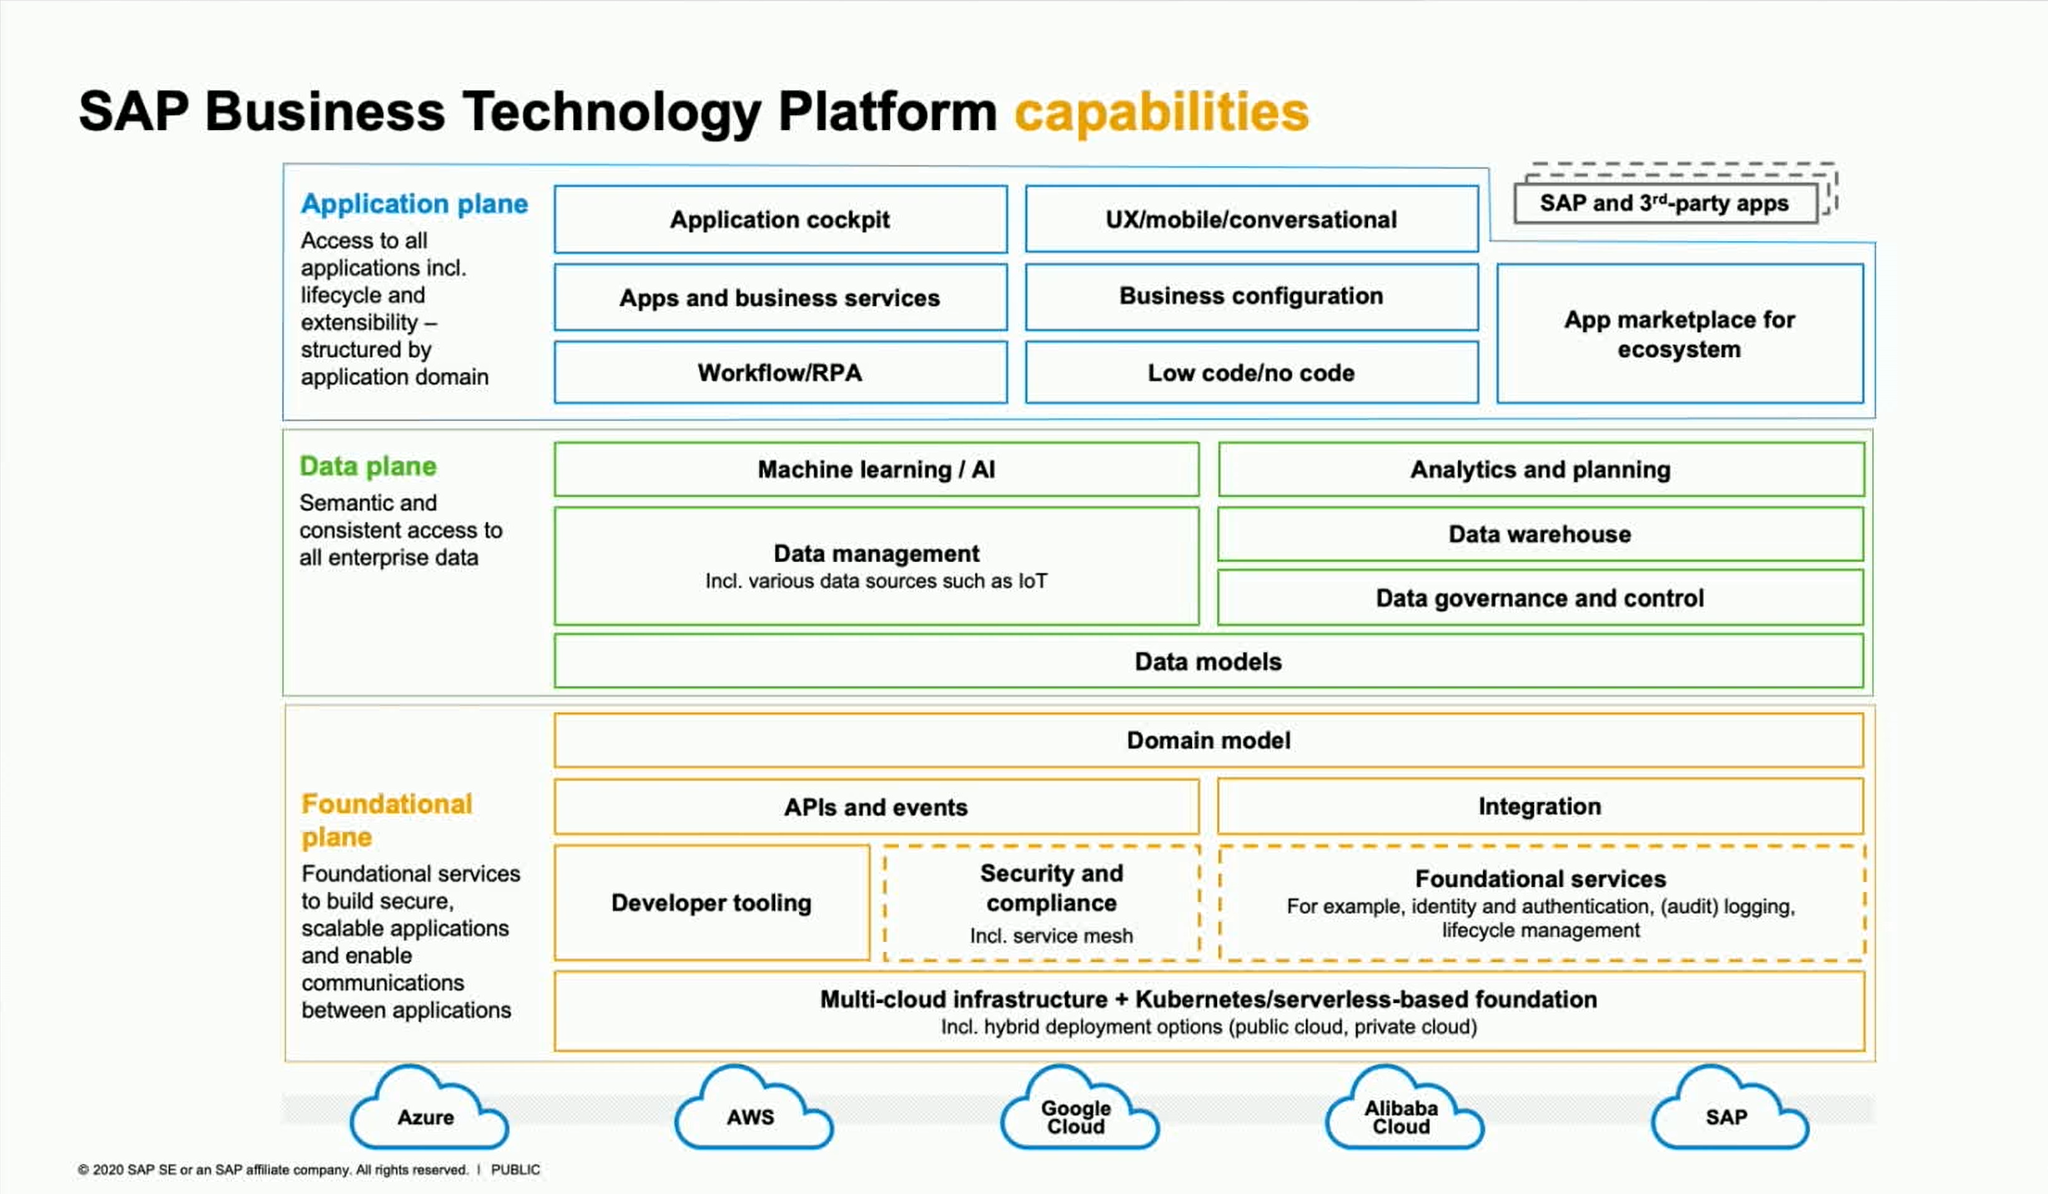 SAP Business Technology Platform capabilities
Application plane
Access to all
applications incl.
lifecycle and
extensibility –
structured by
application domain
Application cockpit
UX/mobile/conversational
SAP and 3rd-party apps
Apps and business services
Business configuration
App marketplace for
ecosystem
Workflow/RPA
Low code/no code
Data plane
Semantic and
consistent access to
all enterprise data
Machine learning / AI
Analytics and planning
Data management
Incl. various data sources such as IoT
Data warehouse
Data governance and control
Data models
Foundational
plane
Foundational services
to build secure,
scalable applications
and enable
communications
between applications
Domain model
APIs and events
Integration
Developer tooling
Security and
compliance
Incl. service mesh
Foundational services
For example, identity and authentication, (audit) logging,
lifecycle management
Multi-cloud infrastructure + Kubernetes/serverless-based foundation
Incl. hybrid deployment options (public cloud, private cloud)
Azure
AWS
Google
Cloud
Alibaba
Cloud
SAP
© 2020 SAP SE or an SAP affiliate company. All rights reserved. | PUBLIC